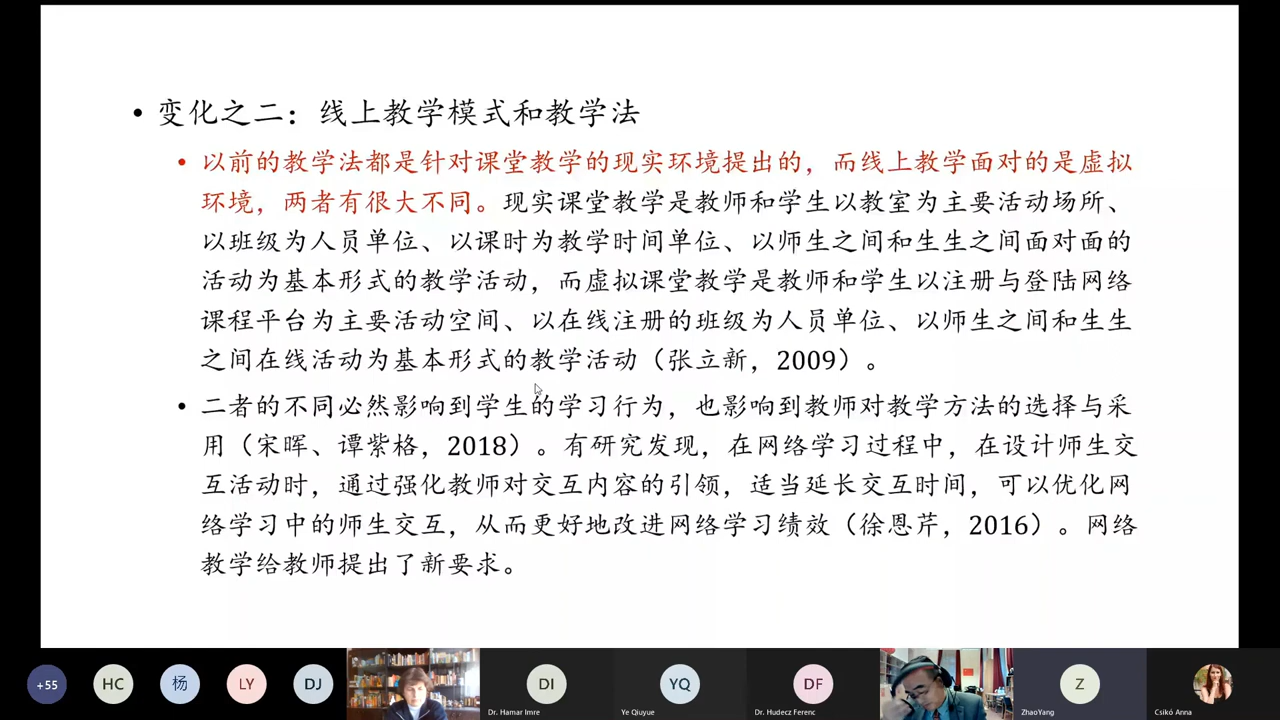 • 变化之二：线上教学模式和教学法
• 以前的教学法都是针对课堂教学的现实环境提出的，而线上教学面对的是虚拟
环境，两者有很大不同。现实课堂教学是教师和学生以教室为主要活动场所、
以班级为人员单位、以课时为教学时间单位、以师生之间和生生之间面对面的
活动为基本形式的教学活动，而虚拟课堂教学是教师和学生以注册与登陆网络
课程平台为主要活动空间、以在线注册的班级为人员单位、以师生之间和生生
之间在线活动为基本形式的教学活动（张立新，2009）。
• 二者的不同必然影响到学生的学习行为，也影响到教师对教学方法的选择与采
用（宋晖、谭紫格，2018）。有研究发现，在网络学习过程中，在设计师生交
互活动时，通过强化教师对交互内容的引领，适当延长交互时间，可以优化网
络学习中的师生交互，从而更好地改进网络学习绩效（徐恩芹，2016）。网络
教学给教师提出了新要求。
+55 HC 杨 LY DJ DI YQ DF Z
Dr. Hamar Imre Ye Qiuyue Dr. Hudecz Ferenc ZhaoYang Csikó Anna